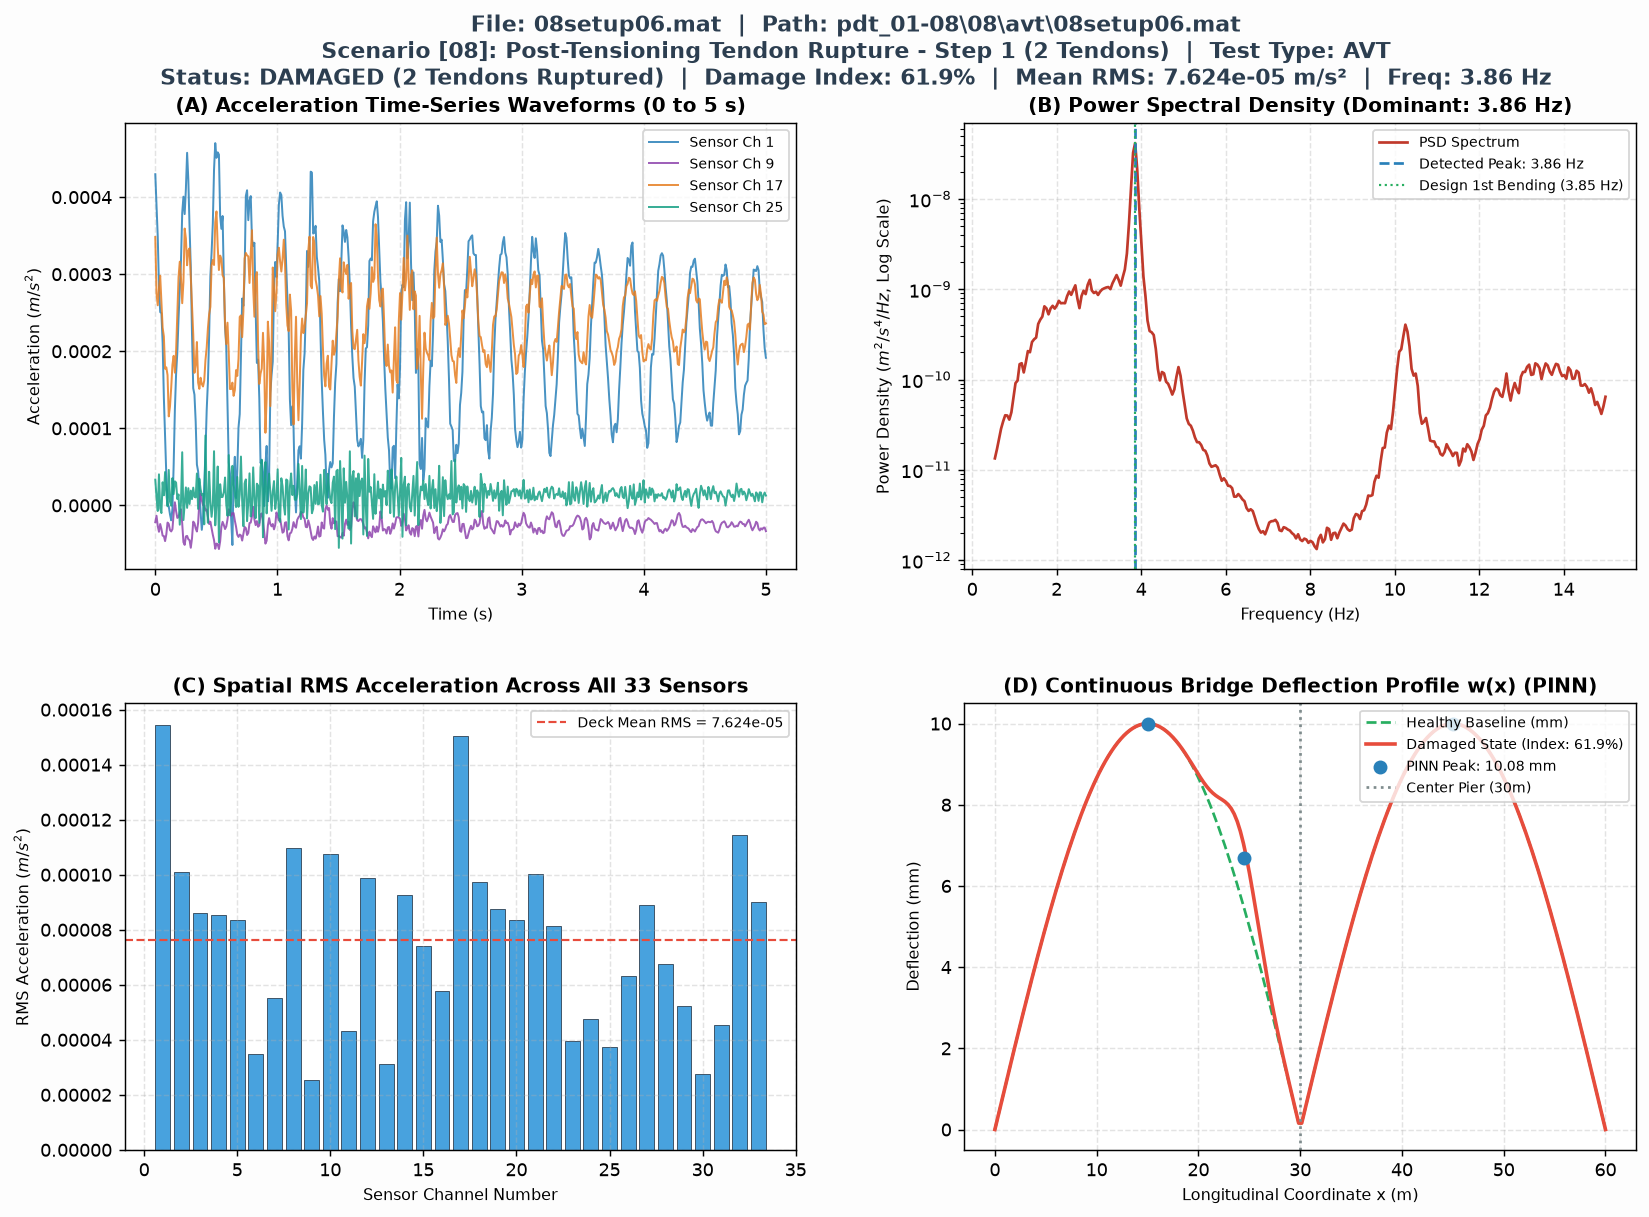 File: 08setup06.mat | Path: pdt_01-08\08\avt\08setup06.mat
Scenario [08]: Post-Tensioning Tendon Rupture - Step 1 (2 Tendons) | Test Type: AVT
Status: DAMAGED (2 Tendons Ruptured) | Damage Index: 61.9% | Mean RMS: 7.624e-05 m/s² | Freq: 3.86 Hz
(A) Acceleration Time-Series Waveforms (0 to 5 s)
Sensor Ch 1
Sensor Ch 9
Sensor Ch 17
Sensor Ch 25
Acceleration (m/s²)
0.0004
0.0003
0.0002
0.0001
0.0000
0 1 2 3 4 5
Time (s)
(B) Power Spectral Density (Dominant: 3.86 Hz)
PSD Spectrum
Detected Peak: 3.86 Hz
Design 1st Bending (3.85 Hz)
Power Density (m²/s⁴/Hz, Log Scale)
10⁻⁸
10⁻⁹
10⁻¹⁰
10⁻¹¹
10⁻¹²
0 2 4 6 8 10 12 14
Frequency (Hz)
(C) Spatial RMS Acceleration Across All 33 Sensors
Deck Mean RMS = 7.624e-05
RMS Acceleration (m/s²)
0.00016
0.00014
0.00012
0.00010
0.00008
0.00006
0.00004
0.00002
0.00000
0 5 10 15 20 25 30 35
Sensor Channel Number
(D) Continuous Bridge Deflection Profile w(x) (PINN)
Healthy Baseline (mm)
Damaged State (Index: 61.9%)
PINN Peak: 10.08 mm
Center Pier (30m)
Deflection (mm)
10
8
6
4
2
0
0 10 20 30 40 50 60
Longitudinal Coordinate x (m)